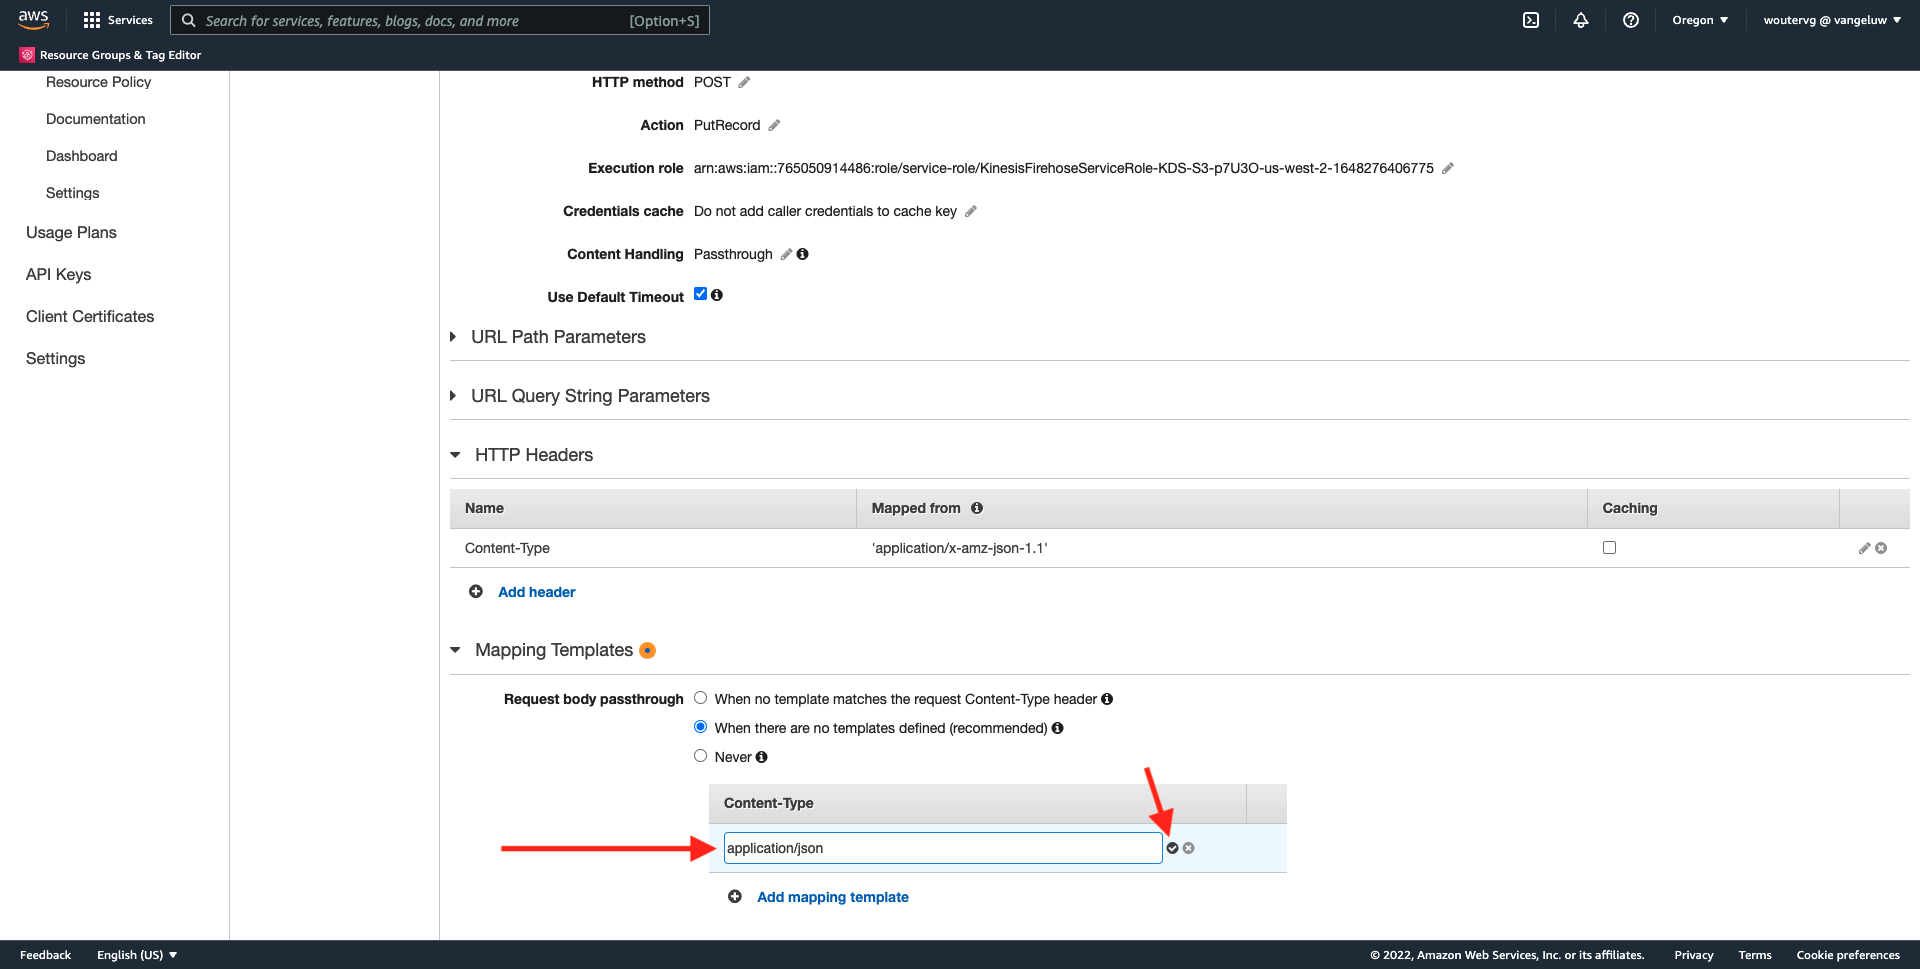 aws
Services
Search for services, features, blogs, docs, and more
[Option+S]
Oregon
woutervg @ vangeluw
Resource Groups & Tag Editor
Resource Policy
Documentation
Dashboard
Settings
Usage Plans
API Keys
Client Certificates
Settings
HTTP method POST
Action PutRecord
Execution role arn:aws:iam::765050914486:role/service-role/KinesisFirehoseServiceRole-KDS-S3-p7U3O-us-west-2-1648276406775
Credentials cache Do not add caller credentials to cache key
Content Handling Passthrough
Use Default Timeout
URL Path Parameters
URL Query String Parameters
HTTP Headers
Name Mapped from Caching
Content-Type 'application/x-amz-json-1.1'
Add header
Mapping Templates
Request body passthrough When no template matches the request Content-Type header
When there are no templates defined (recommended)
Never
Content-Type
application/json
Add mapping template
Feedback English (US) © 2022, Amazon Web Services, Inc. or its affiliates. Privacy Terms Cookie preferences